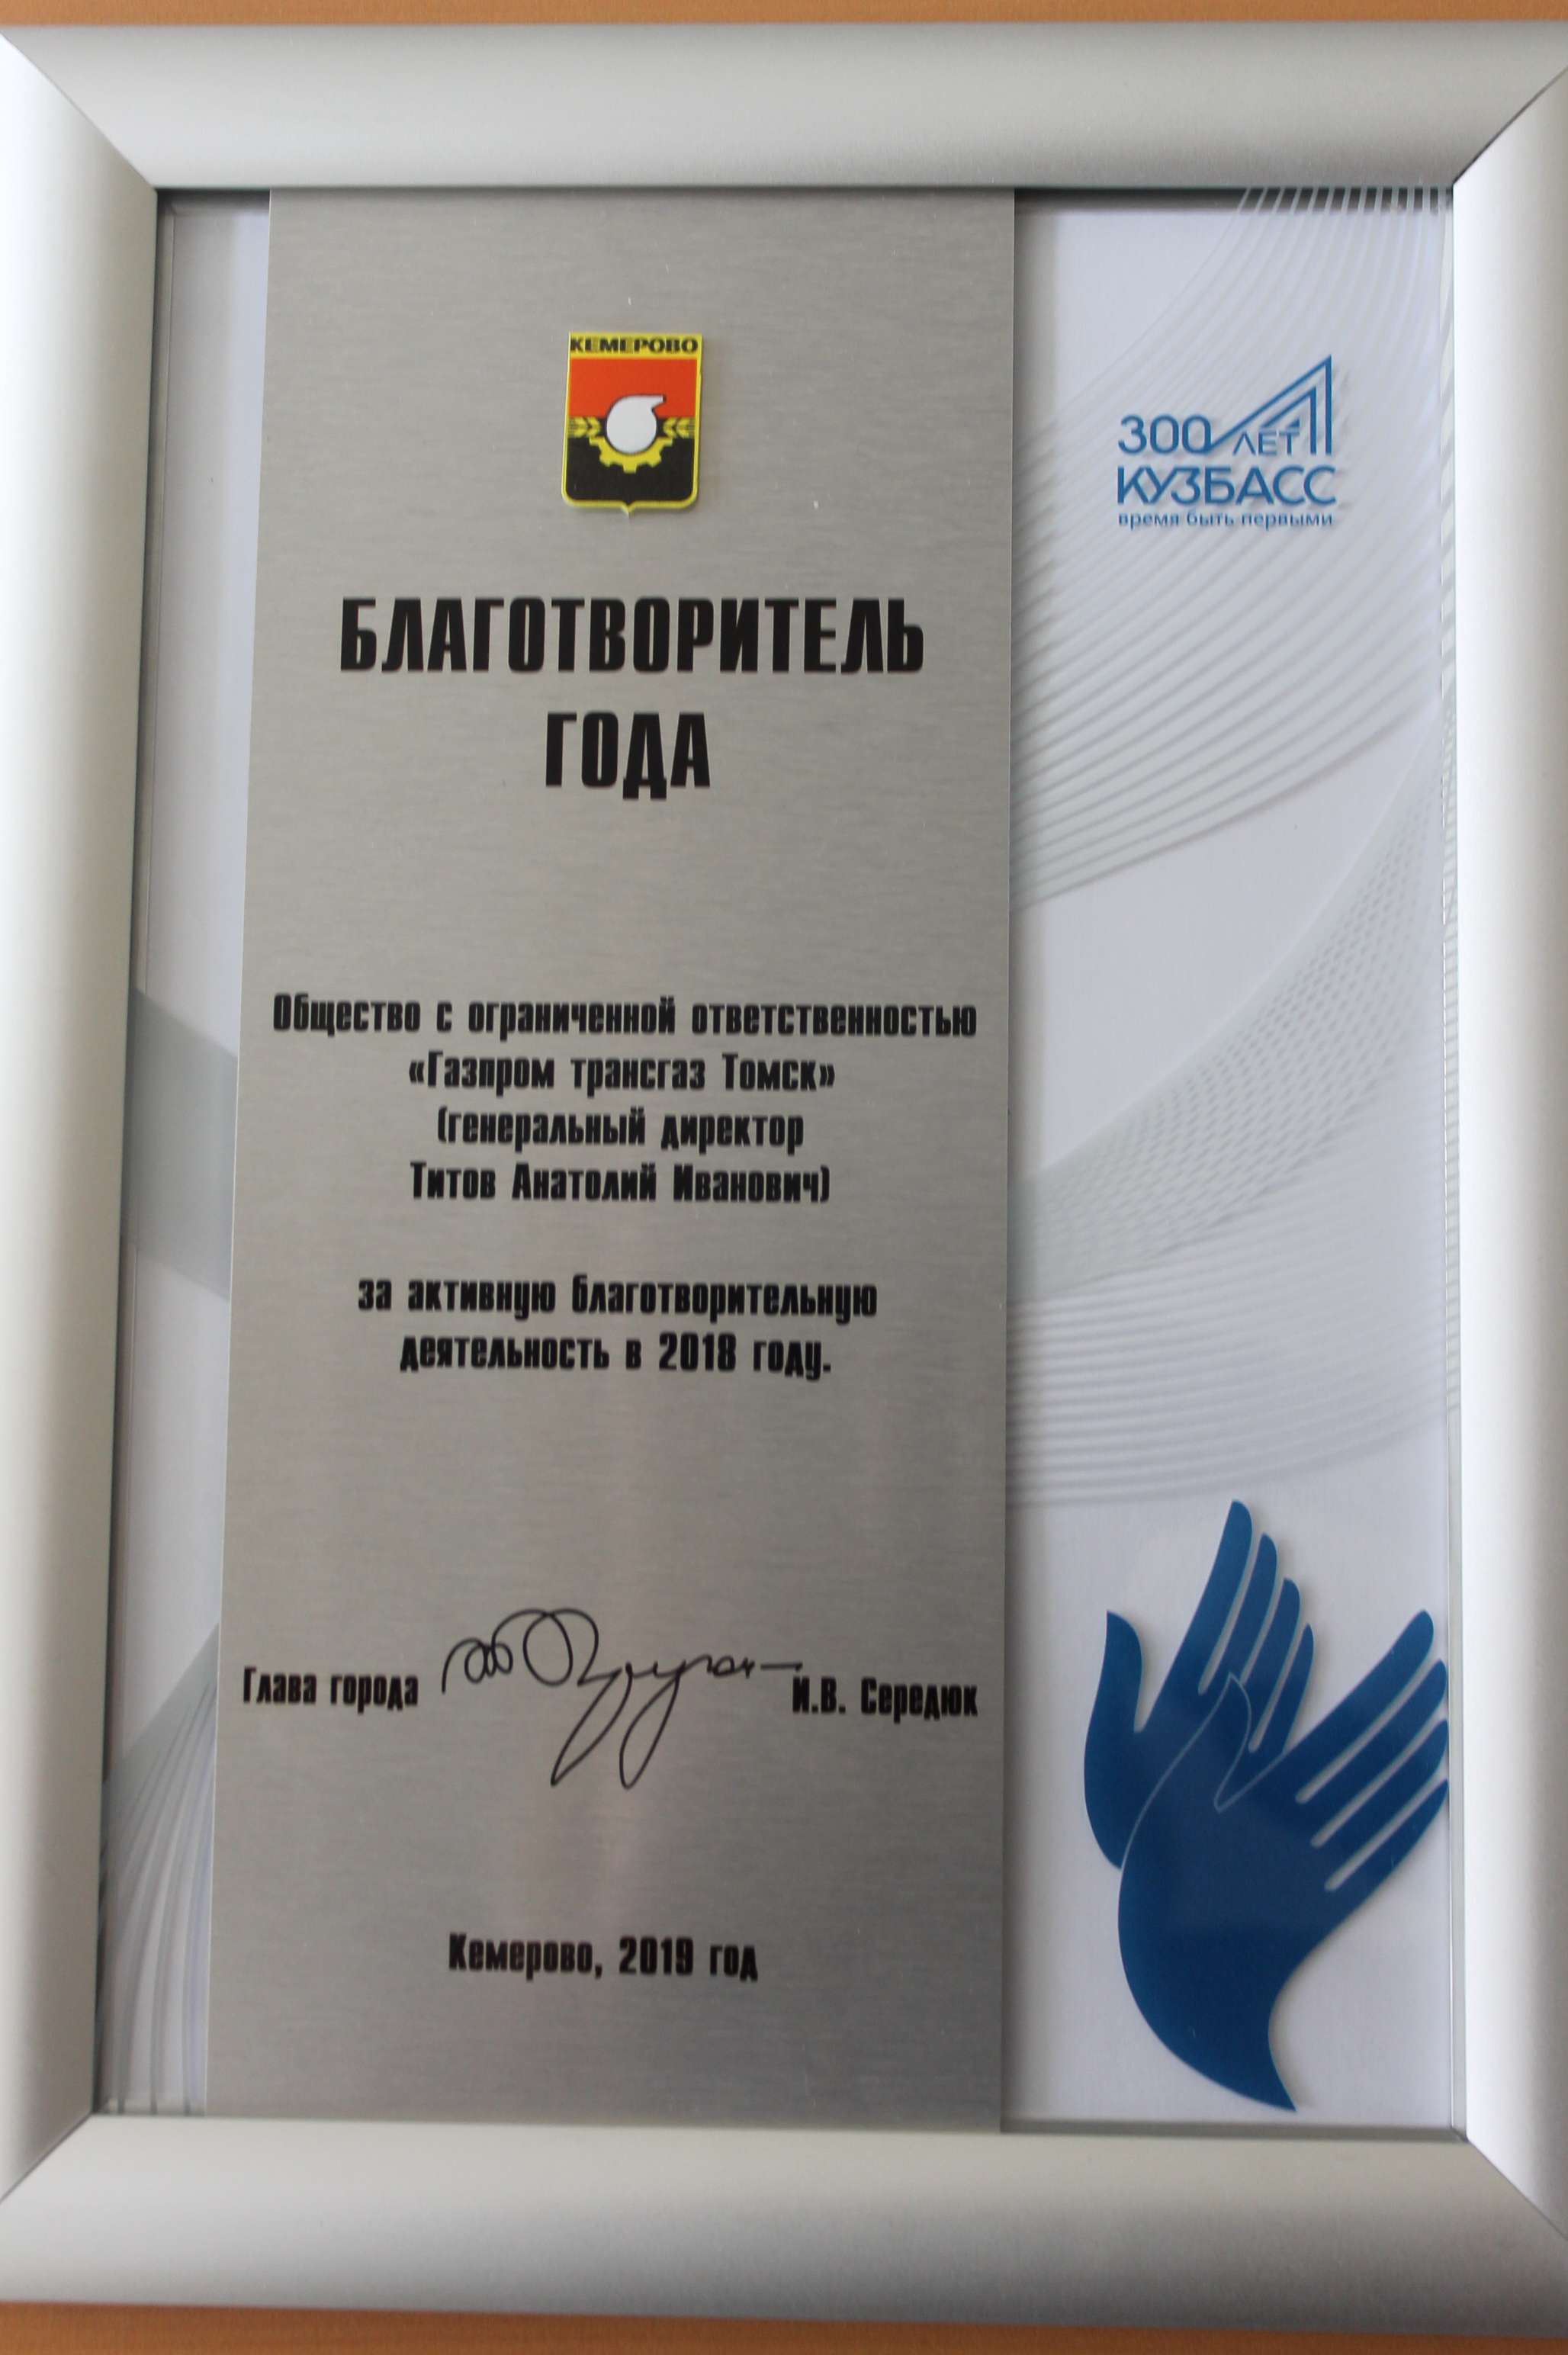 КЕМЕРОВО
300 ЛЕТ
КУЗБАСС
время быть первыми
БЛАГОТВОРИТЕЛЬ
ГОДА
Общество с ограниченной ответственностью
«Газпром трансгаз Томск»
(генеральный директор
Титов Анатолий Иванович)
за активную благотворительную
деятельность в 2018 году.
Глава города И.В. Середюк
Кемерово, 2019 год